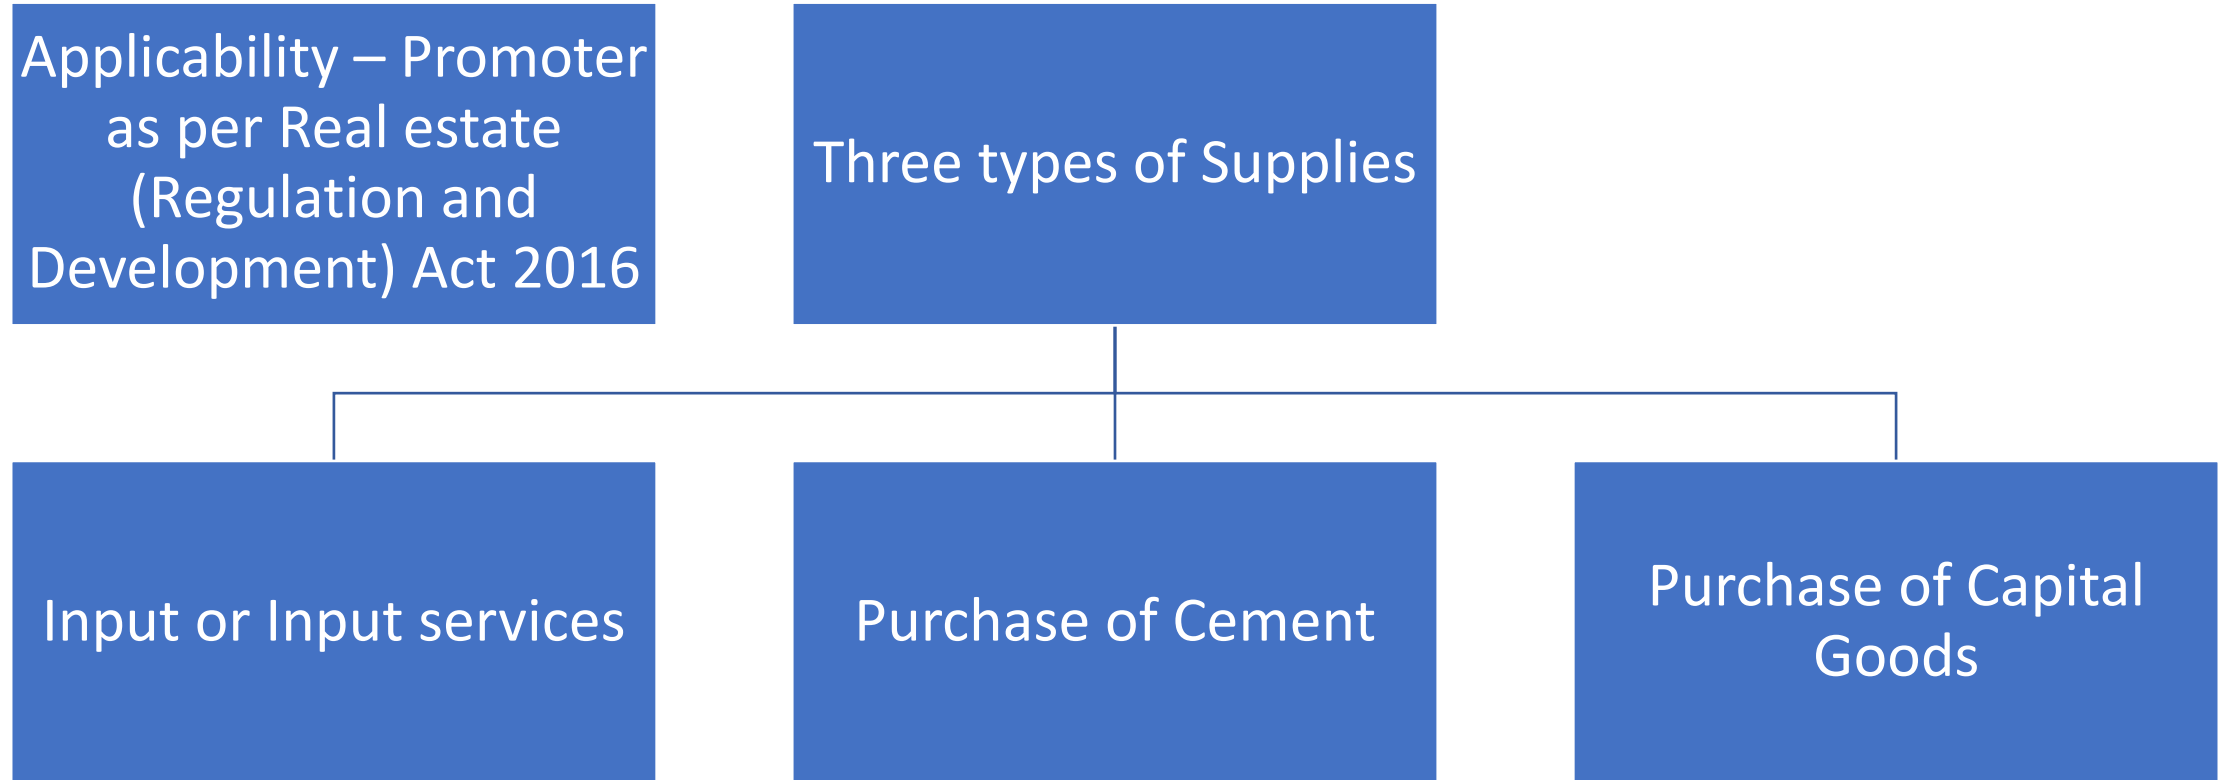 Applicability – Promoter
as per Real estate
(Regulation and
Development) Act 2016
Three types of Supplies
Input or Input services
Purchase of Cement
Purchase of Capital
Goods